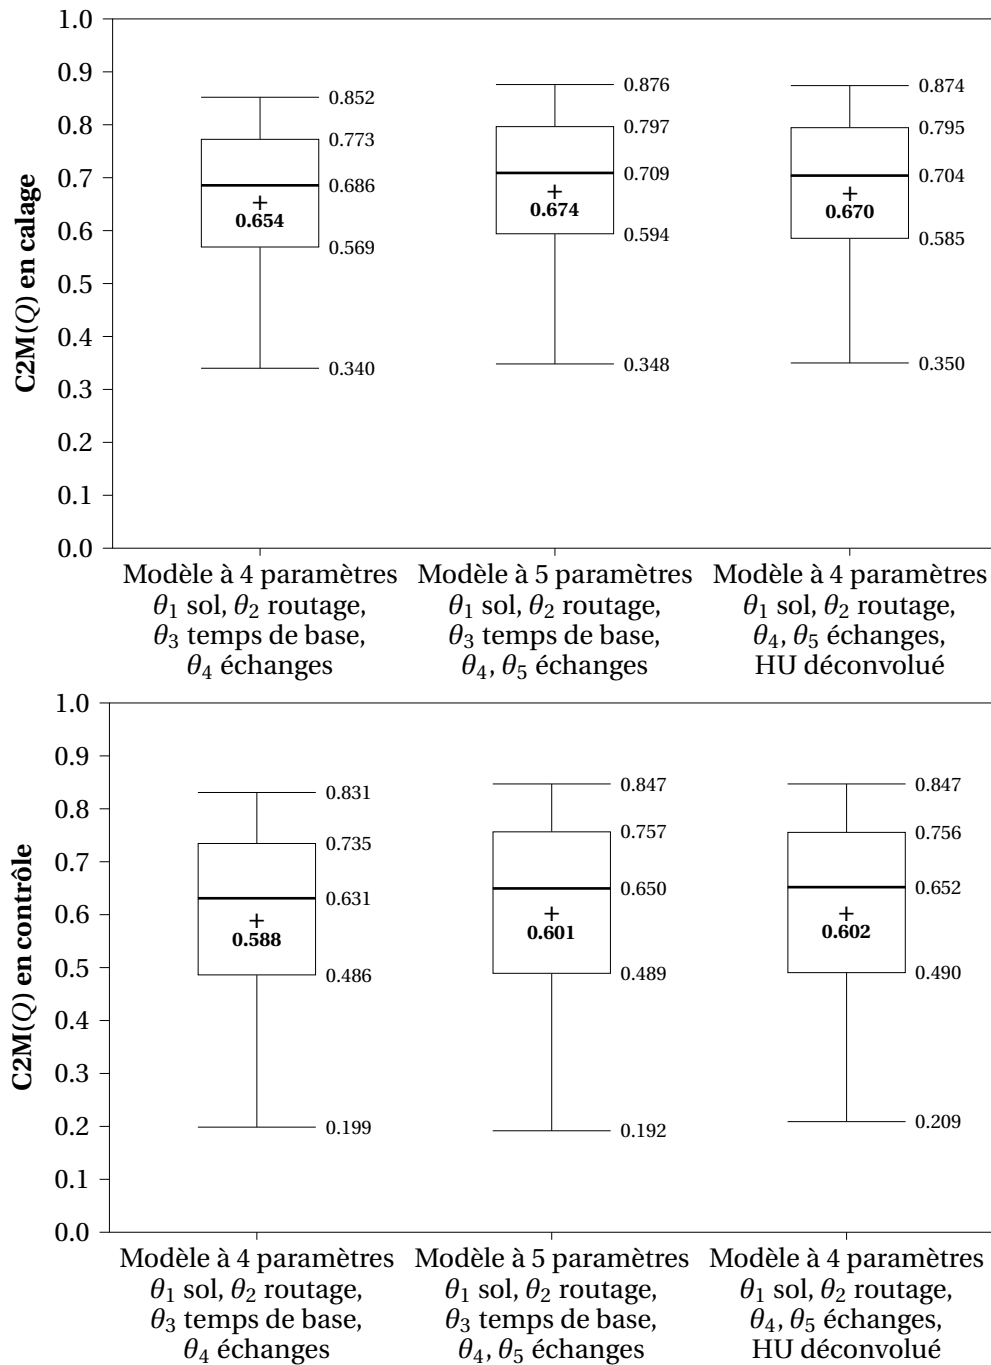 C2M(Q) en calage
1.0
0.9
0.8
0.7
0.6
0.5
0.4
0.3
0.2
0.1
0.0
0.852
0.773
0.686
0.654
0.569
0.340
0.876
0.797
0.709
0.674
0.594
0.348
0.874
0.795
0.704
0.670
0.585
0.350
Modèle à 4 paramètres
θ₁ sol, θ₂ routage,
θ₃ temps de base,
θ₄ échanges
Modèle à 5 paramètres
θ₁ sol, θ₂ routage,
θ₃ temps de base,
θ₄, θ₅ échanges
Modèle à 4 paramètres
θ₁ sol, θ₂ routage,
θ₄, θ₅ échanges,
HU déconvolué
C2M(Q) en contrôle
1.0
0.9
0.8
0.7
0.6
0.5
0.4
0.3
0.2
0.1
0.0
0.831
0.735
0.631
0.588
0.486
0.199
0.847
0.757
0.650
0.601
0.489
0.192
0.847
0.756
0.652
0.602
0.490
0.209
Modèle à 4 paramètres
θ₁ sol, θ₂ routage,
θ₃ temps de base,
θ₄ échanges
Modèle à 5 paramètres
θ₁ sol, θ₂ routage,
θ₃ temps de base,
θ₄, θ₅ échanges
Modèle à 4 paramètres
θ₁ sol, θ₂ routage,
θ₄, θ₅ échanges,
HU déconvolué